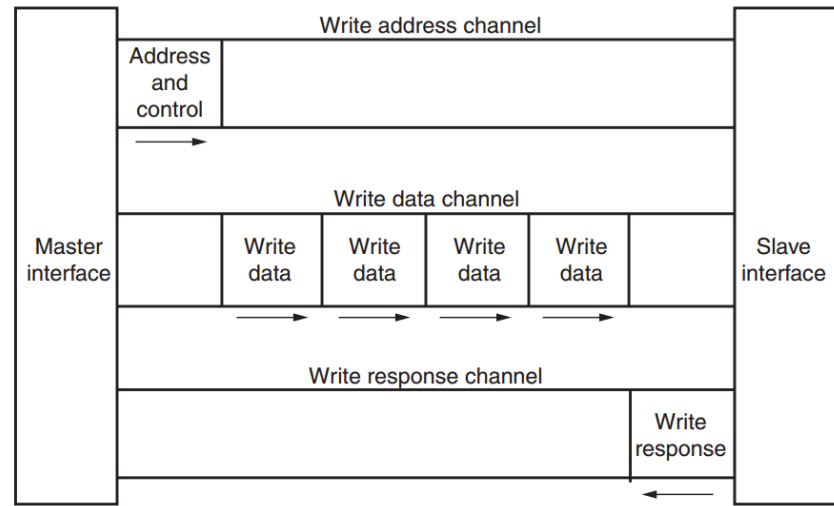 Write address channel
Address
and
control
Write data channel
Master
interface
Write
data
Write
data
Write
data
Write
data
Slave
interface
Write response channel
Write
response